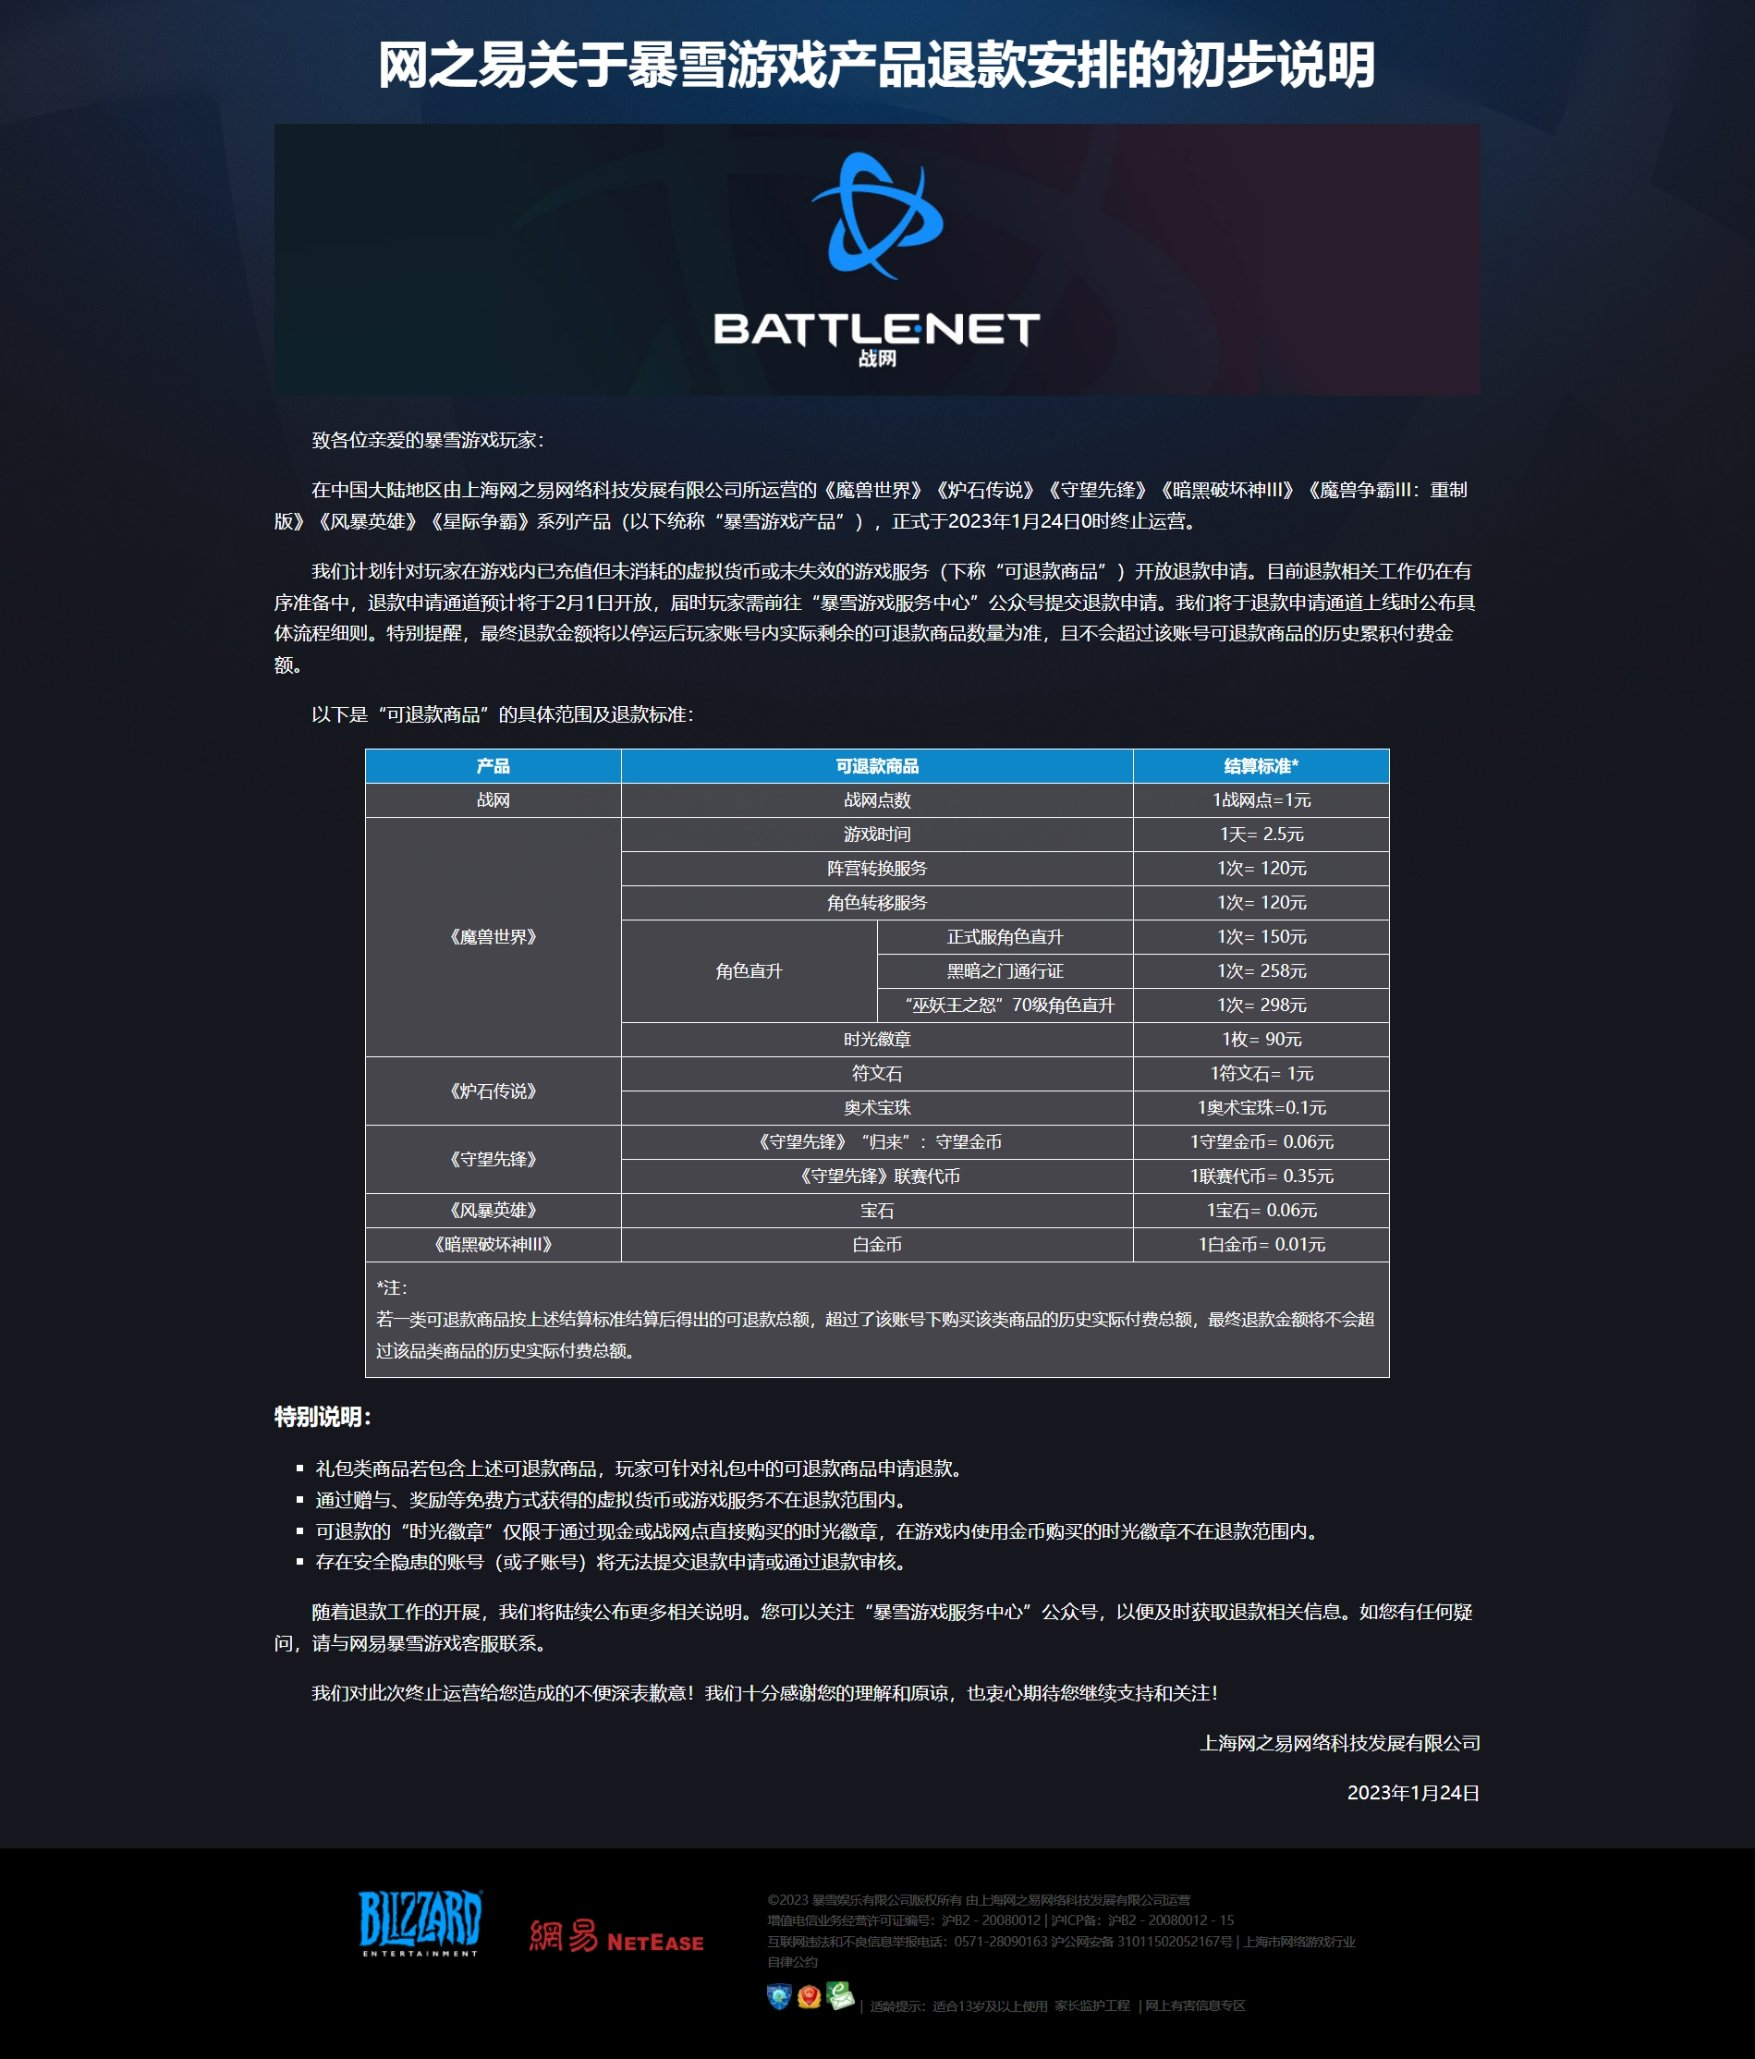 网之易关于暴雪游戏产品退款安排的初步说明
BATTLE.NET
战网
致各位亲爱的暴雪游戏玩家：
在中国大陆地区由上海网之易网络科技发展有限公司所运营的《魔兽世界》《炉石传说》《守望先锋》《暗黑破坏神III》《魔兽争霸III：重制
版》《风暴英雄》《星际争霸》系列产品（以下统称“暴雪游戏产品”），正式于2023年1月24日0时终止运营。
我们计划针对玩家在游戏内已充值但未消耗的虚拟货币或未失效的游戏服务（下称“可退款商品”）开放退款申请。目前退款相关工作仍在有
序准备中，退款申请通道预计将于2月1日开放，届时玩家需前往“暴雪游戏服务中心”公众号提交退款申请。我们将于退款申请通道上线时公布具
体流程细则。特别提醒，最终退款金额将以停运后玩家账号内实际剩余的可退款商品数量为准，且不会超过该账号可退款商品的历史累积付费金
额。
以下是“可退款商品”的具体范围及退款标准：
产品 可退款商品 结算标准*
战网 战网点数 1战网点=1元
《魔兽世界》 游戏时间 1天= 2.5元
阵营转换服务 1次= 120元
角色转移服务 1次= 120元
角色直升 正式服角色直升 1次= 150元
黑暗之门通行证 1次= 258元
“巫妖王之怒”70级角色直升 1次= 298元
时光徽章 1枚= 90元
《炉石传说》 符文石 1符文石= 1元
奥术宝珠 1奥术宝珠=0.1元
《守望先锋》 《守望先锋》“归来”：守望金币 1守望金币= 0.06元
《守望先锋》联赛代币 1联赛代币= 0.35元
《风暴英雄》 宝石 1宝石= 0.06元
《暗黑破坏神III》 白金币 1白金币= 0.01元
*注：
若一类可退款商品按上述结算标准结算后得出的可退款总额，超过了该账号下购买该类商品的历史实际付费总额，最终退款金额将不会超
过该品类商品的历史实际付费总额。
特别说明：
▪ 礼包类商品若包含上述可退款商品，玩家可针对礼包中的可退款商品申请退款。
▪ 通过赠与、奖励等免费方式获得的虚拟货币或游戏服务不在退款范围内。
▪ 可退款的“时光徽章”仅限于通过现金或战网点直接购买的时光徽章，在游戏内使用金币购买的时光徽章不在退款范围内。
▪ 存在安全隐患的账号（或子账号）将无法提交退款申请或通过退款审核。
随着退款工作的开展，我们将陆续公布更多相关说明。您可以关注“暴雪游戏服务中心”公众号，以便及时获取退款相关信息。如您有任何疑
问，请与网易暴雪游戏客服联系。
我们对此次终止运营给您造成的不便深表歉意！我们十分感谢您的理解和原谅，也衷心期待您继续支持和关注！
上海网之易网络科技发展有限公司
2023年1月24日
BLIZZARD
ENTERTAINMENT
網易 NETEASE
©2023 暴雪娱乐有限公司版权所有 由上海网之易网络科技发展有限公司运营
增值电信业务经营许可证编号：沪B2 - 20080012 | 沪ICP备：沪B2 - 20080012 - 15
互联网违法和不良信息举报电话：0571-28090163 沪公网安备 31011502052167号 | 上海市网络游戏行业
自律公约
| 适龄提示：适合13岁及以上使用 家长监护工程 | 网上有害信息专区